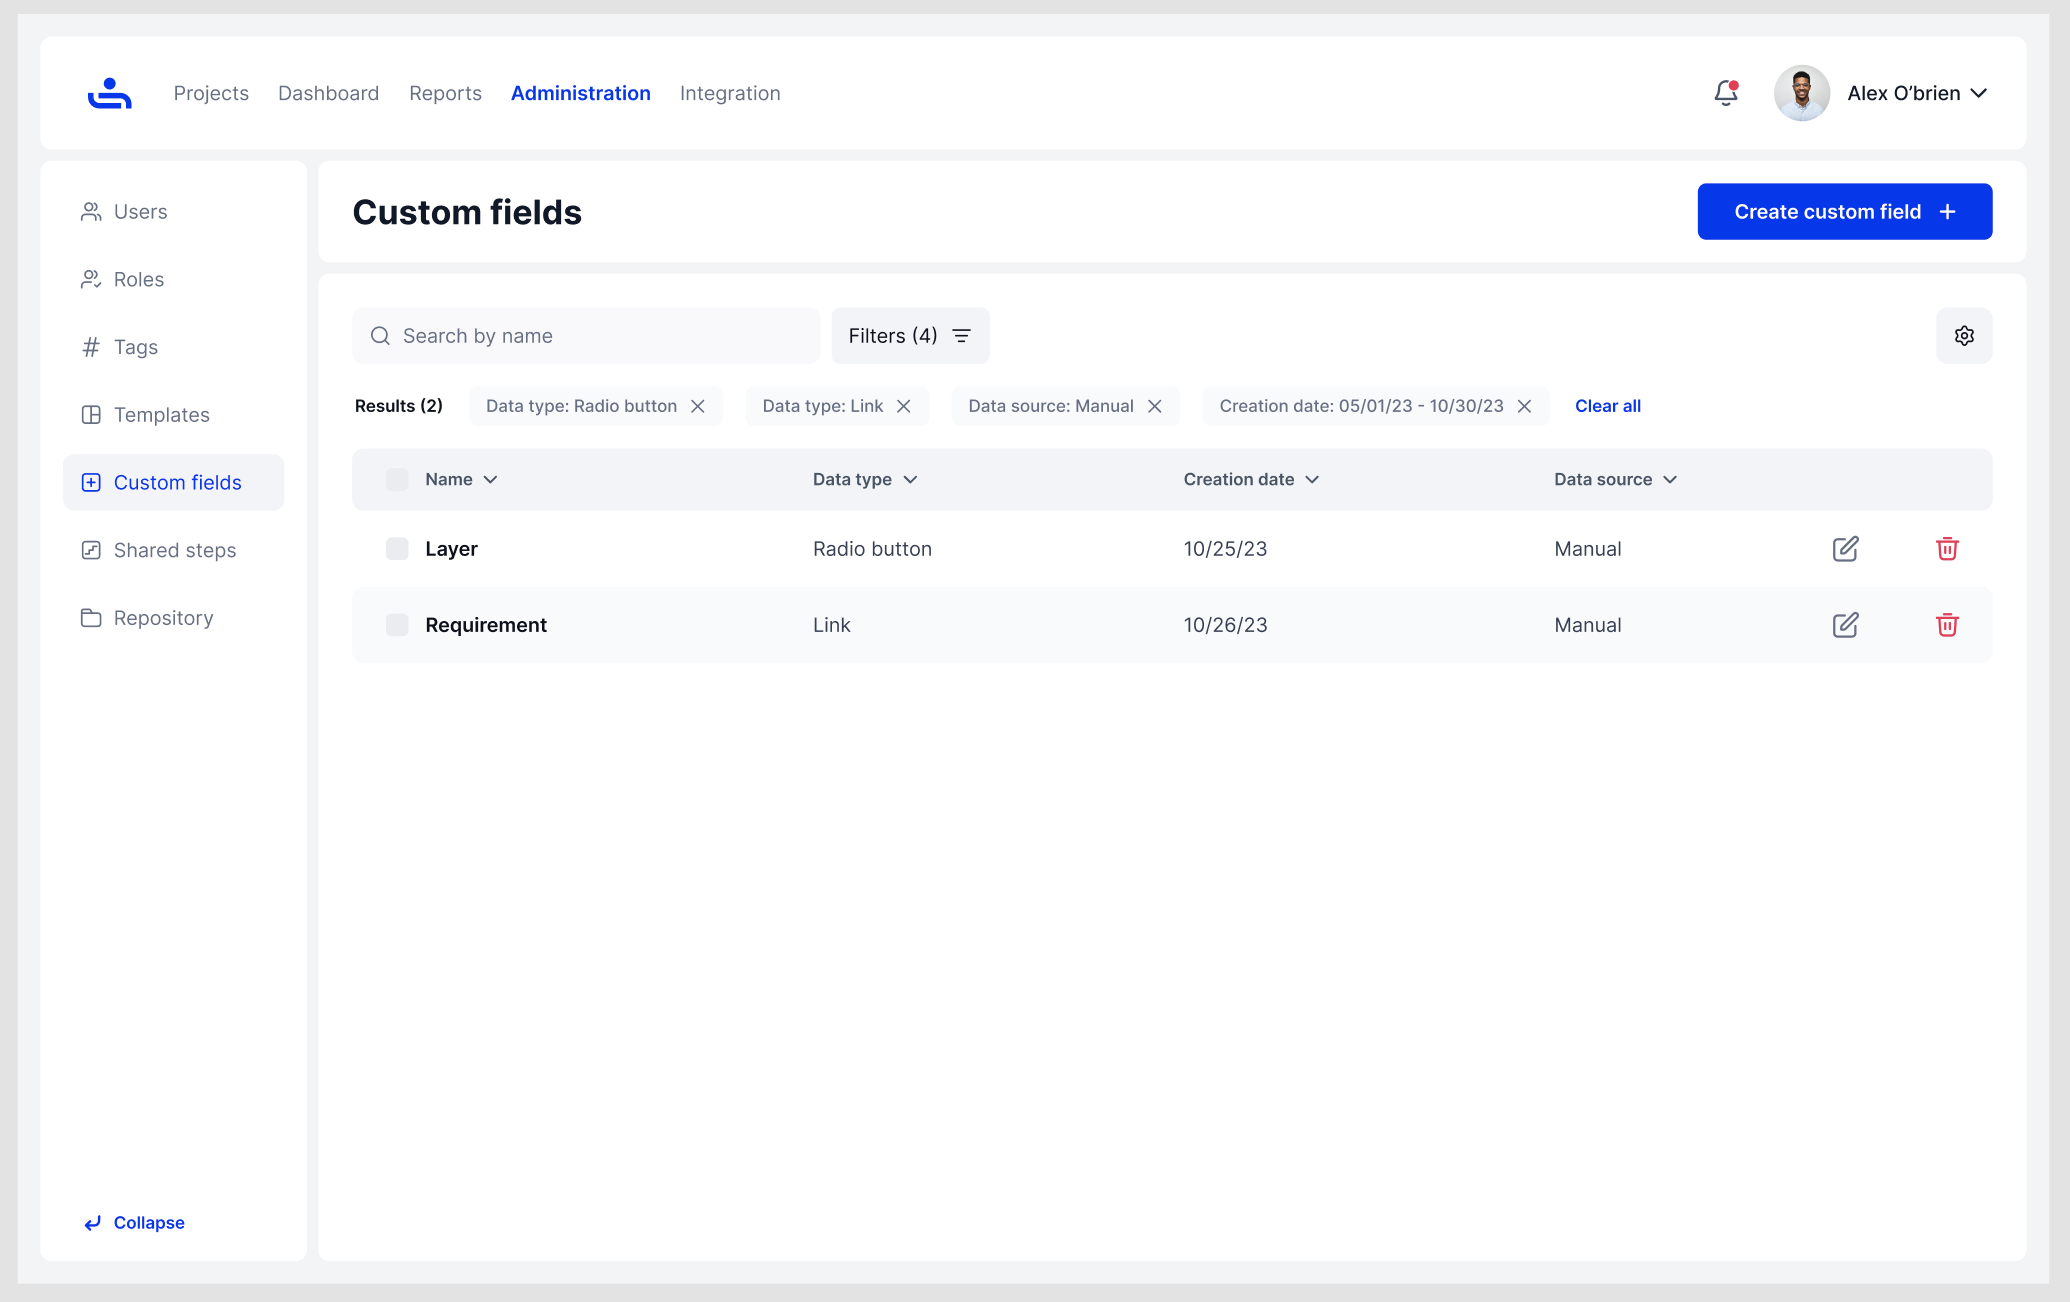 Projects Dashboard Reports Administration Integration
Alex O’brien
Users
Roles
Tags
Templates
Custom fields
Shared steps
Repository
Collapse
Custom fields
Create custom field
Search by name
Filters (4)
Results (2) Data type: Radio button Data type: Link Data source: Manual Creation date: 05/01/23 - 10/30/23 Clear all
Name Data type Creation date Data source
Layer Radio button 10/25/23 Manual
Requirement Link 10/26/23 Manual